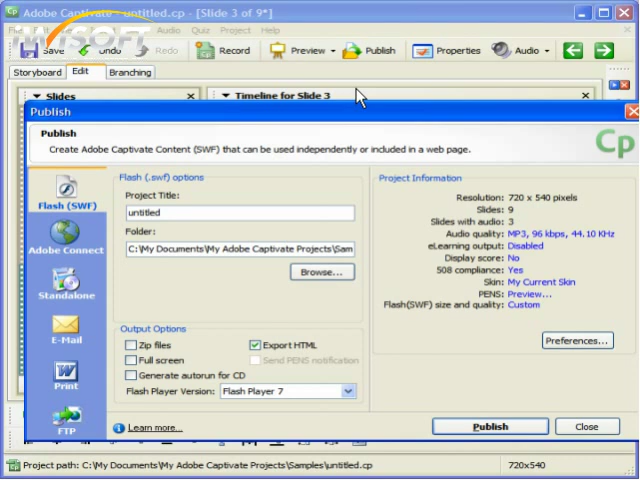 Adobe Captivate - untitled.cp - [Slide 3 of 9*]
Audio Quiz Project Help
iWISOFT
Save Undo Redo Record Preview Publish Properties Audio
Storyboard Edit Branching
Slides Timeline for Slide 3
Publish
Publish
Create Adobe Captivate Content (SWF) that can be used independently or included in a web page.
Cp
Flash (SWF)
Adobe Connect
Standalone
E-Mail
Print
FTP
Flash (.swf) options
Project Title:
untitled
Folder:
C:\My Documents\My Adobe Captivate Projects\Sam
Browse...
Output Options
Zip files Export HTML
Full screen Send PENS notification
Generate autorun for CD
Flash Player Version: Flash Player 7
Project Information
Resolution: 720 x 540 pixels
Slides: 9
Slides with audio: 3
Audio quality: MP3, 96 kbps, 44.10 KHz
eLearning output: Disabled
Display score: No
508 compliance: Yes
Skin: My Current Skin
PENS: Preview...
Flash(SWF) size and quality: Custom
Preferences...
Learn more...
Publish Close
Project path: C:\My Documents\My Adobe Captivate Projects\Samples\untitled.cp 720x540